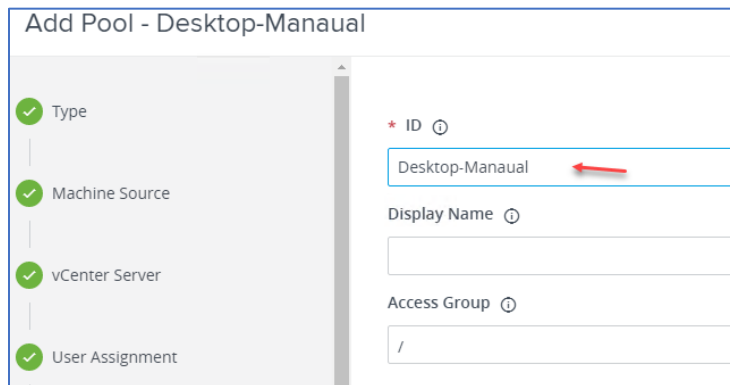 Add Pool - Desktop-Manaual
Type
Machine Source
vCenter Server
User Assignment
* ID
Desktop-Manaual
Display Name
Access Group
/